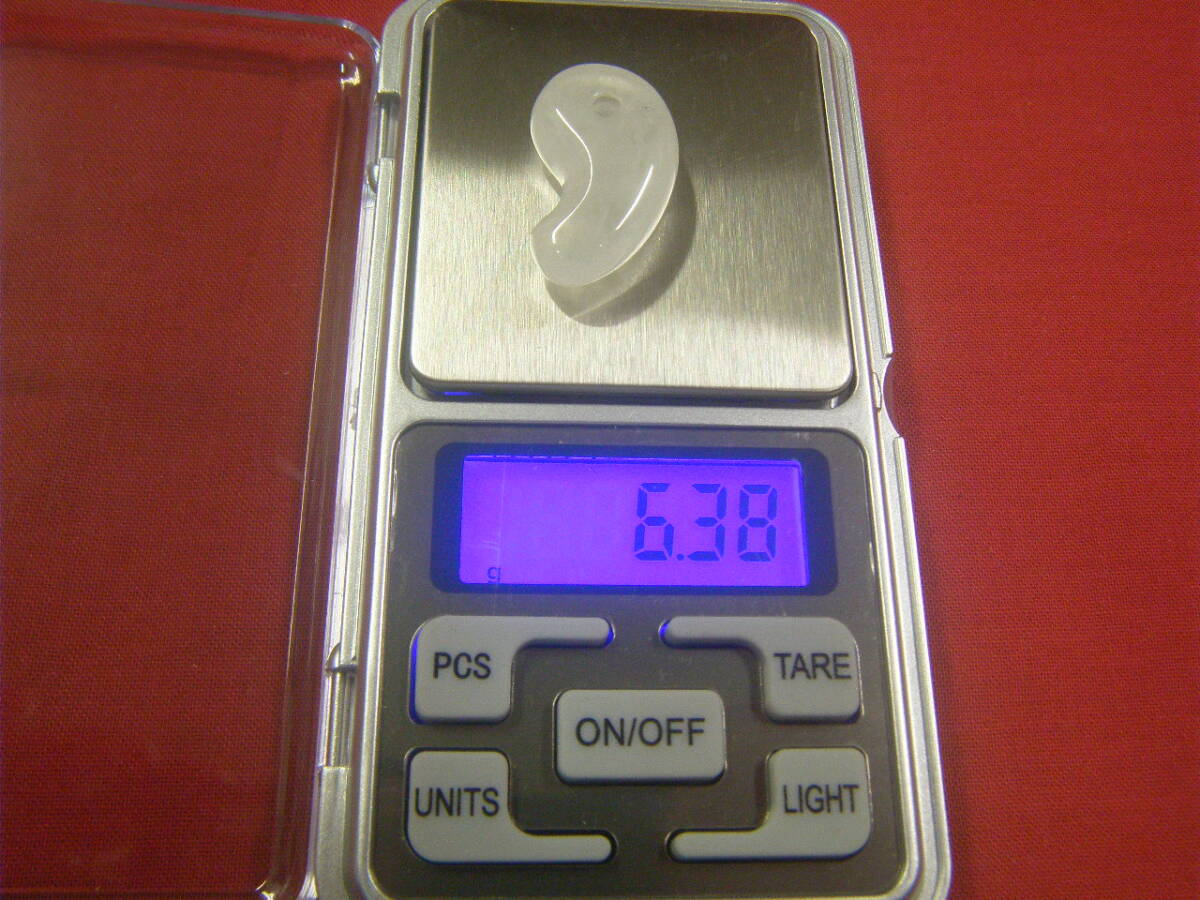 6.38
g
PCS
TARE
ON/OFF
UNITS
LIGHT